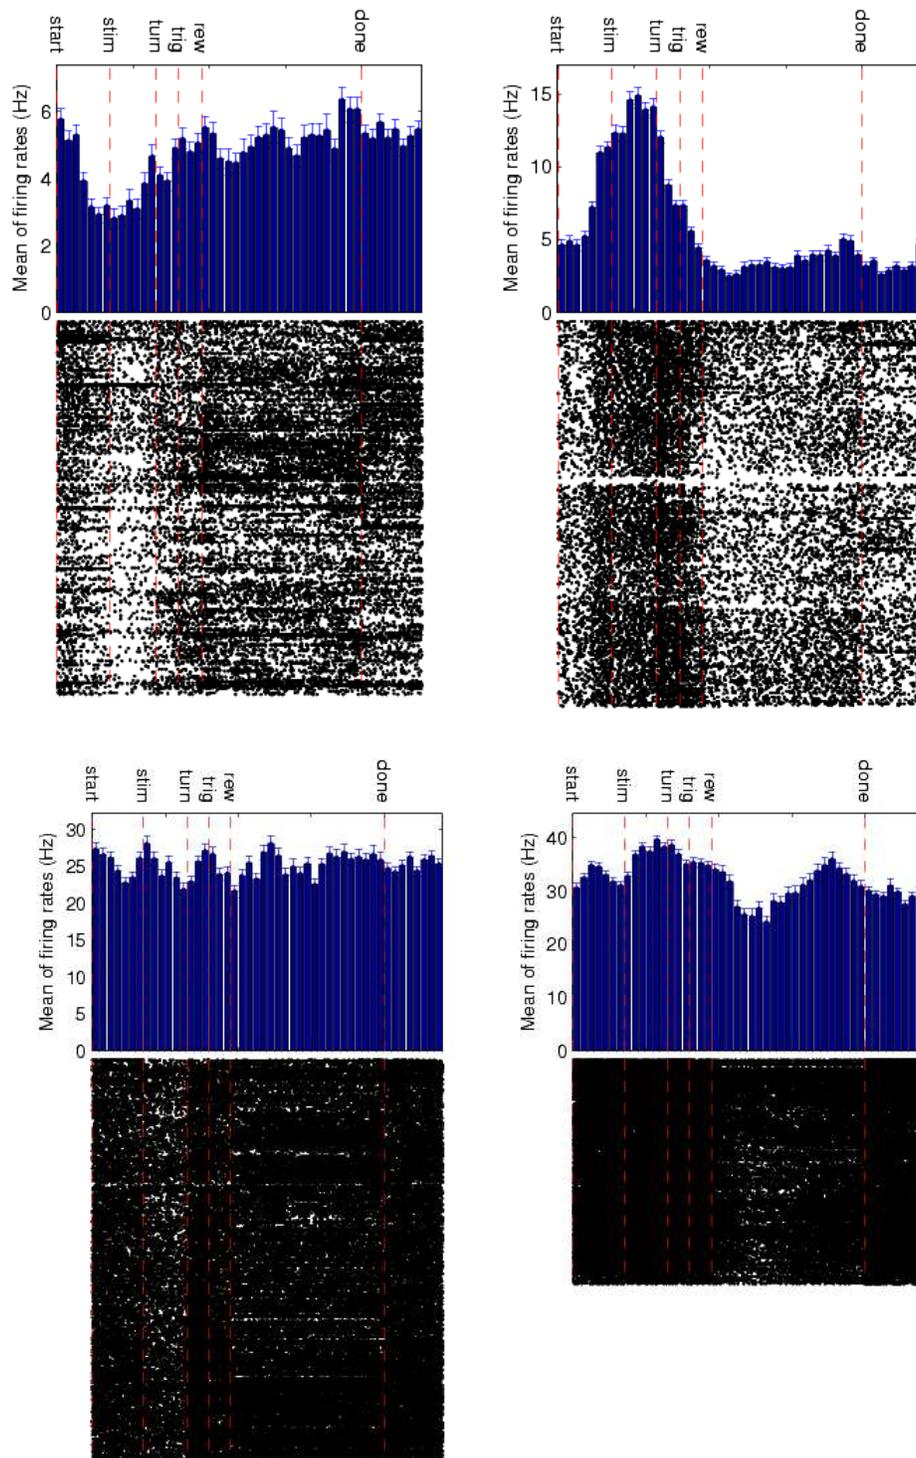 start stim turn trig rew done
start stim turn trig rew done
Mean of firing rates (Hz)
6
4
2
0
Mean of firing rates (Hz)
15
10
5
0
start stim turn trig rew done
start stim turn trig rew done
Mean of firing rates (Hz)
30
25
20
15
10
5
0
Mean of firing rates (Hz)
40
30
20
10
0